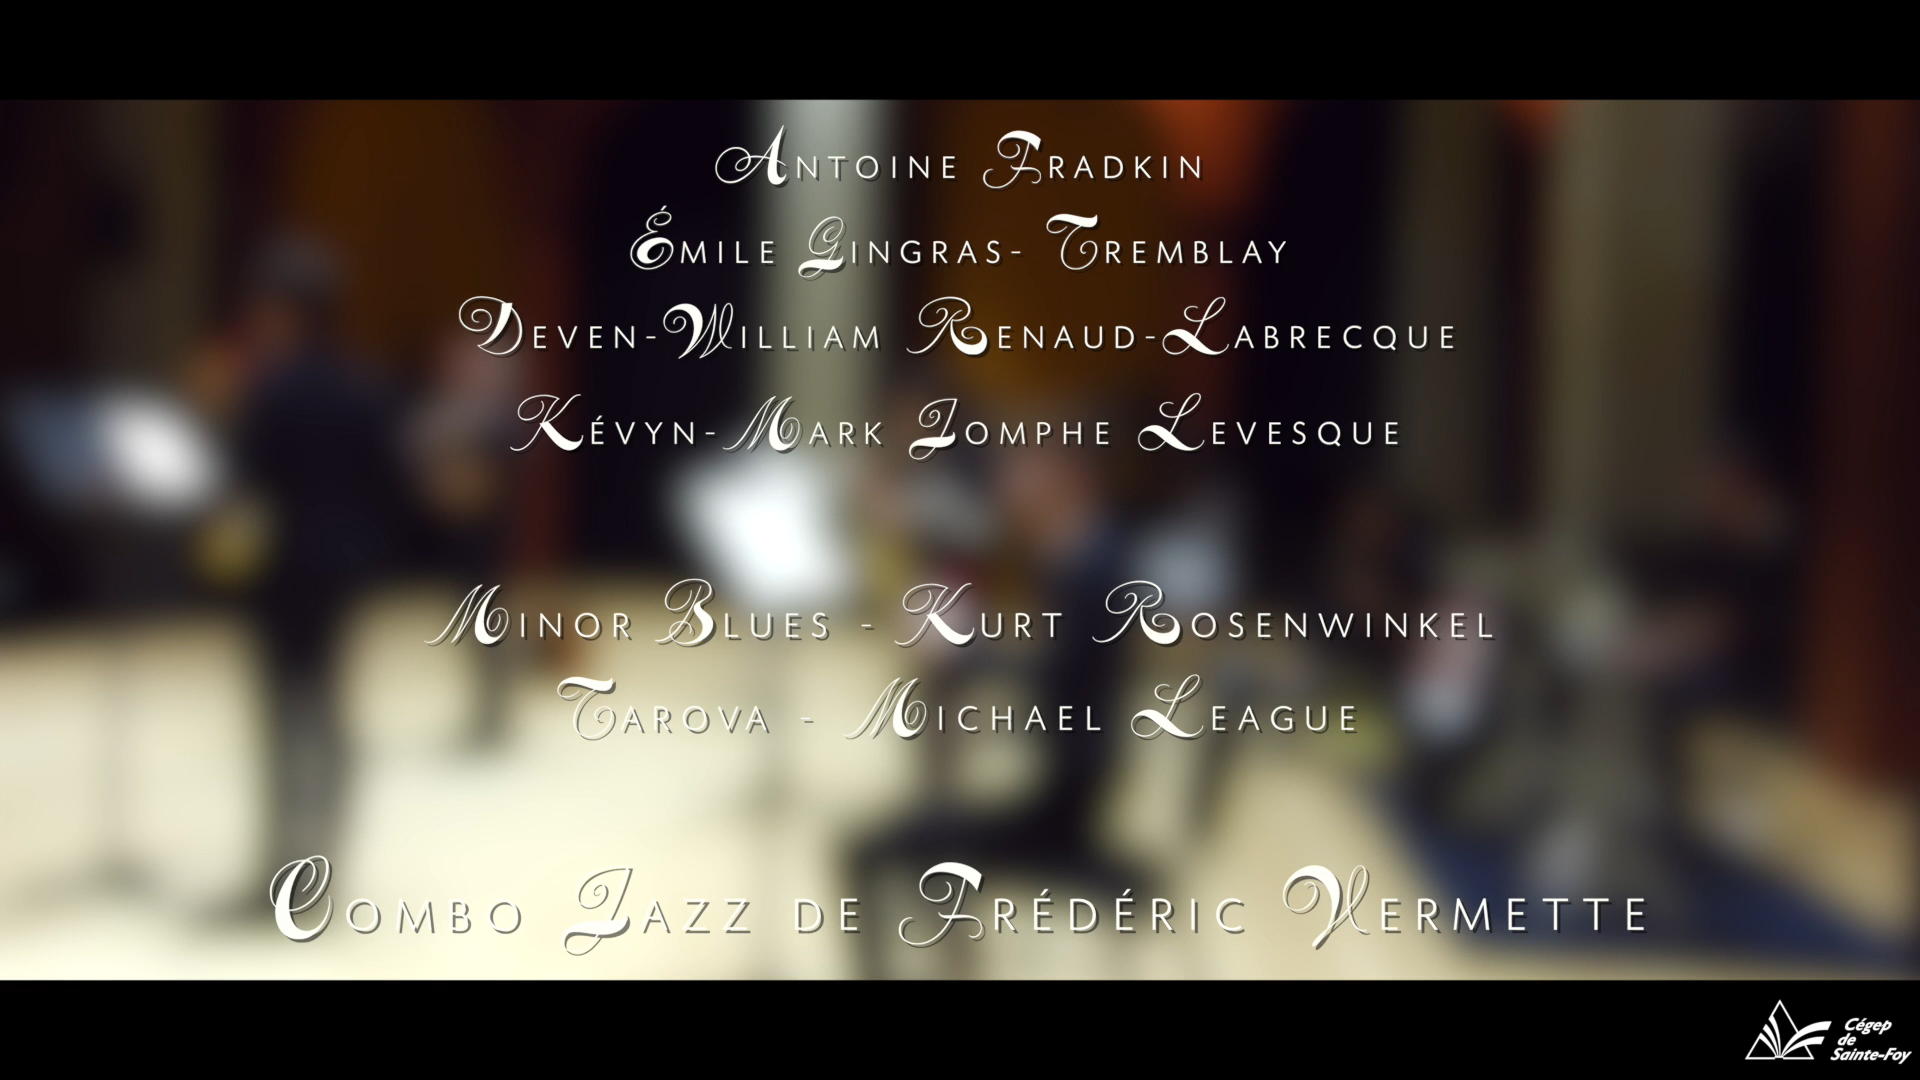 Antoine Fradkin
Émile Gingras- Tremblay
Deven-William Renaud-Labrecque
Kévyn-Mark Jomphe Levesque
Minor Blues - Kurt Rosenwinkel
Tarova - Michael League
Combo Jazz de Frédéric Vermette
Cégep
de
Sainte-Foy